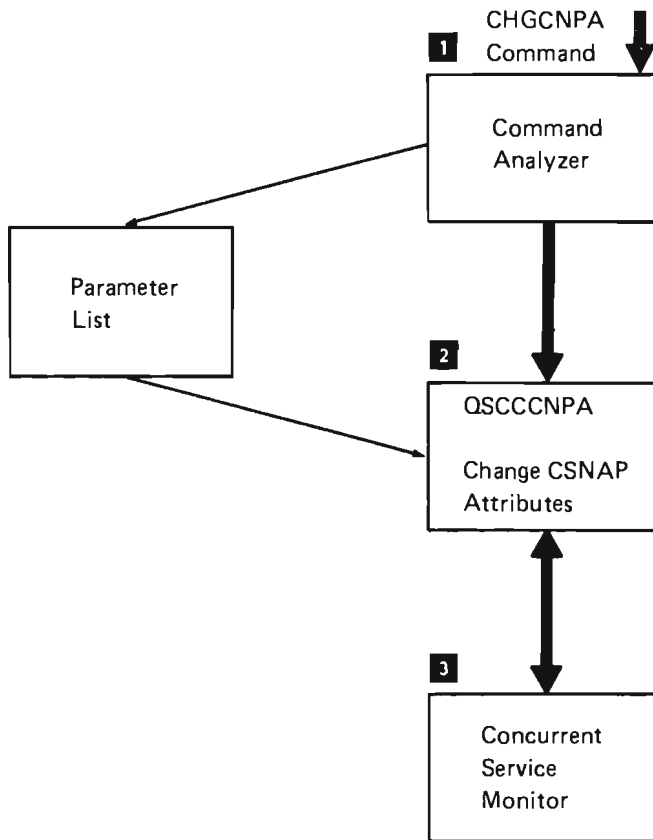 1
CHGCNPA
Command
Command
Analyzer
Parameter
List
2
QSCCCNPA
Change CSNAP
Attributes
3
Concurrent
Service
Monitor